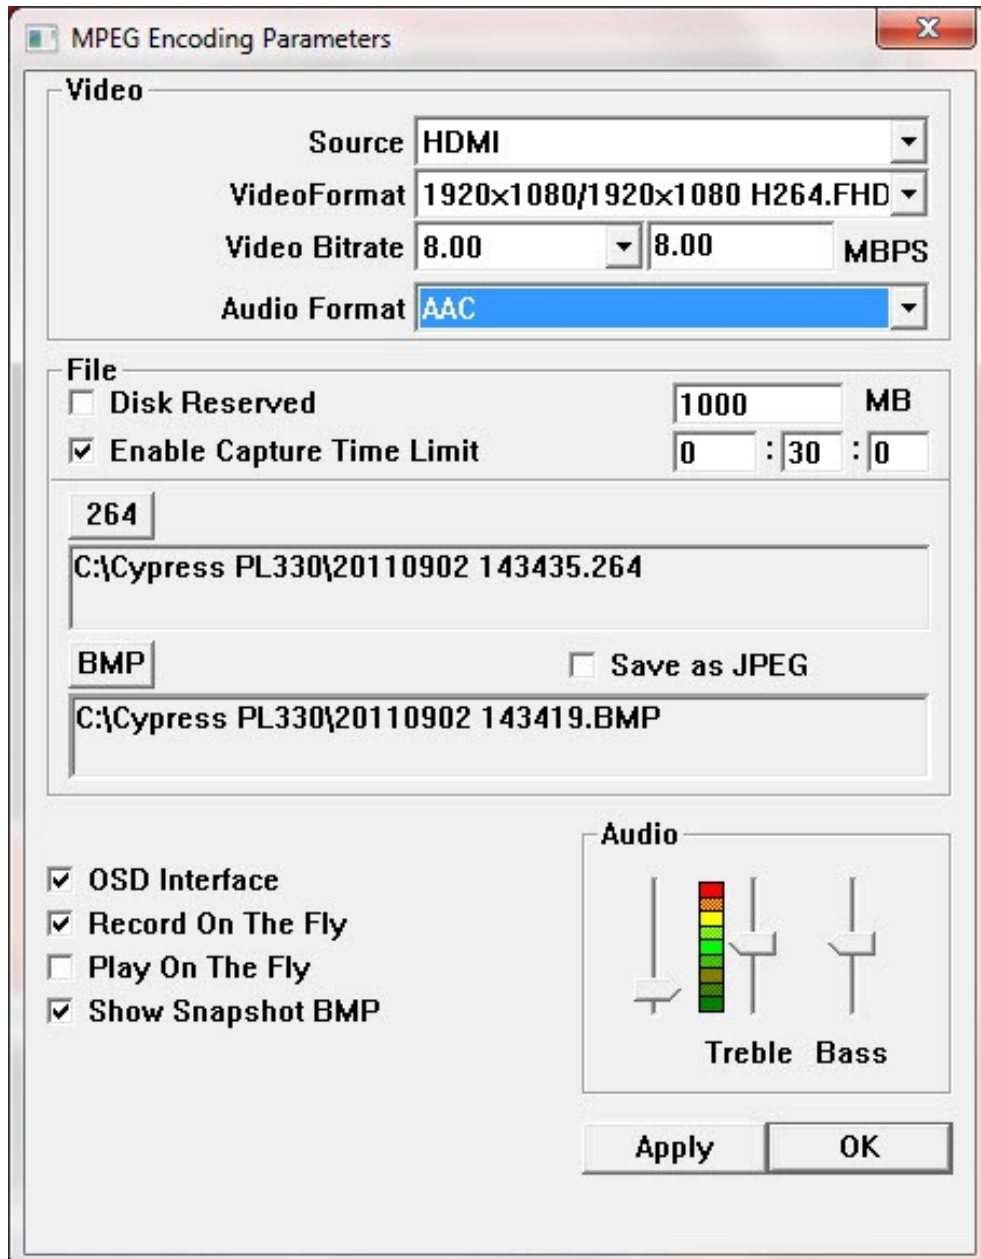 MPEG Encoding Parameters
Video
Source HDMI
VideoFormat 1920x1080/1920x1080 H264.FHD
Video Bitrate 8.00 8.00 MBPS
Audio Format AAC
File
Disk Reserved 1000 MB
Enable Capture Time Limit 0 : 30 : 0
264
C:\Cypress PL330\20110902 143435.264
BMP Save as JPEG
C:\Cypress PL330\20110902 143419.BMP
OSD Interface
Record On The Fly
Play On The Fly
Show Snapshot BMP
Audio
Treble Bass
Apply OK